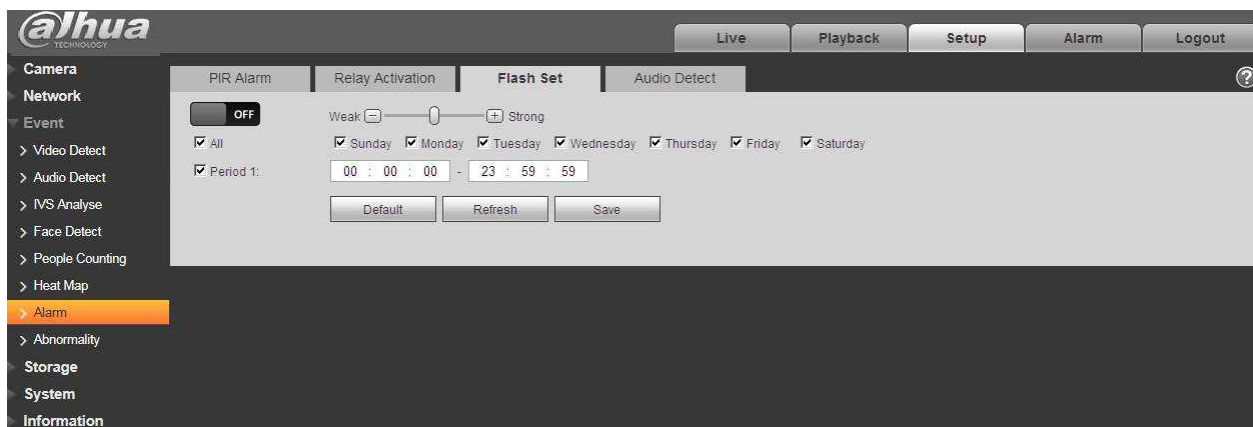 alhua
TECHNOLOGY
Live Playback Setup Alarm Logout
Camera
Network
Event
> Video Detect
> Audio Detect
> IVS Analyse
> Face Detect
> People Counting
> Heat Map
> Alarm
> Abnormality
Storage
System
Information
PIR Alarm Relay Activation Flash Set Audio Detect ?
OFF Weak - + Strong
All Sunday Monday Tuesday Wednesday Thursday Friday Saturday
Period 1: 00 : 00 : 00 - 23 : 59 : 59
Default Refresh Save